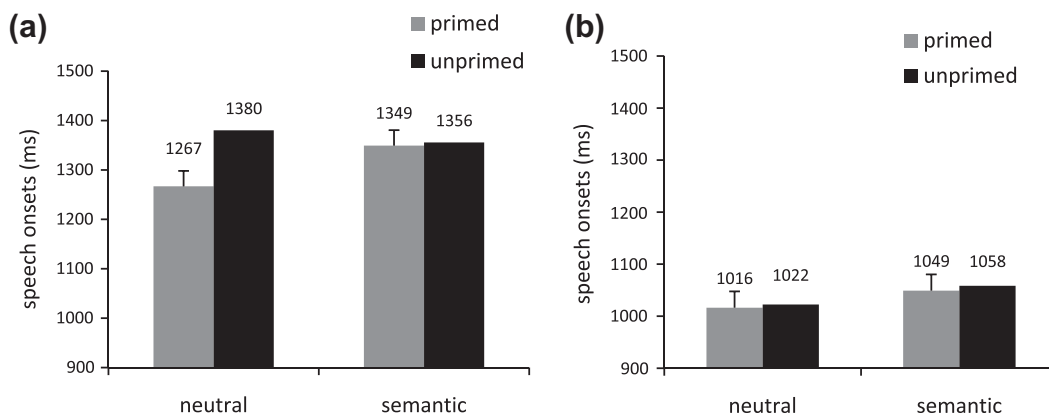 (a)
primed
unprimed
speech onsets (ms)
1500
1400
1300
1200
1100
1000
900
1267
1380
1349
1356
neutral
semantic
(b)
primed
unprimed
speech onsets (ms)
1500
1400
1300
1200
1100
1000
900
1016
1022
1049
1058
neutral
semantic